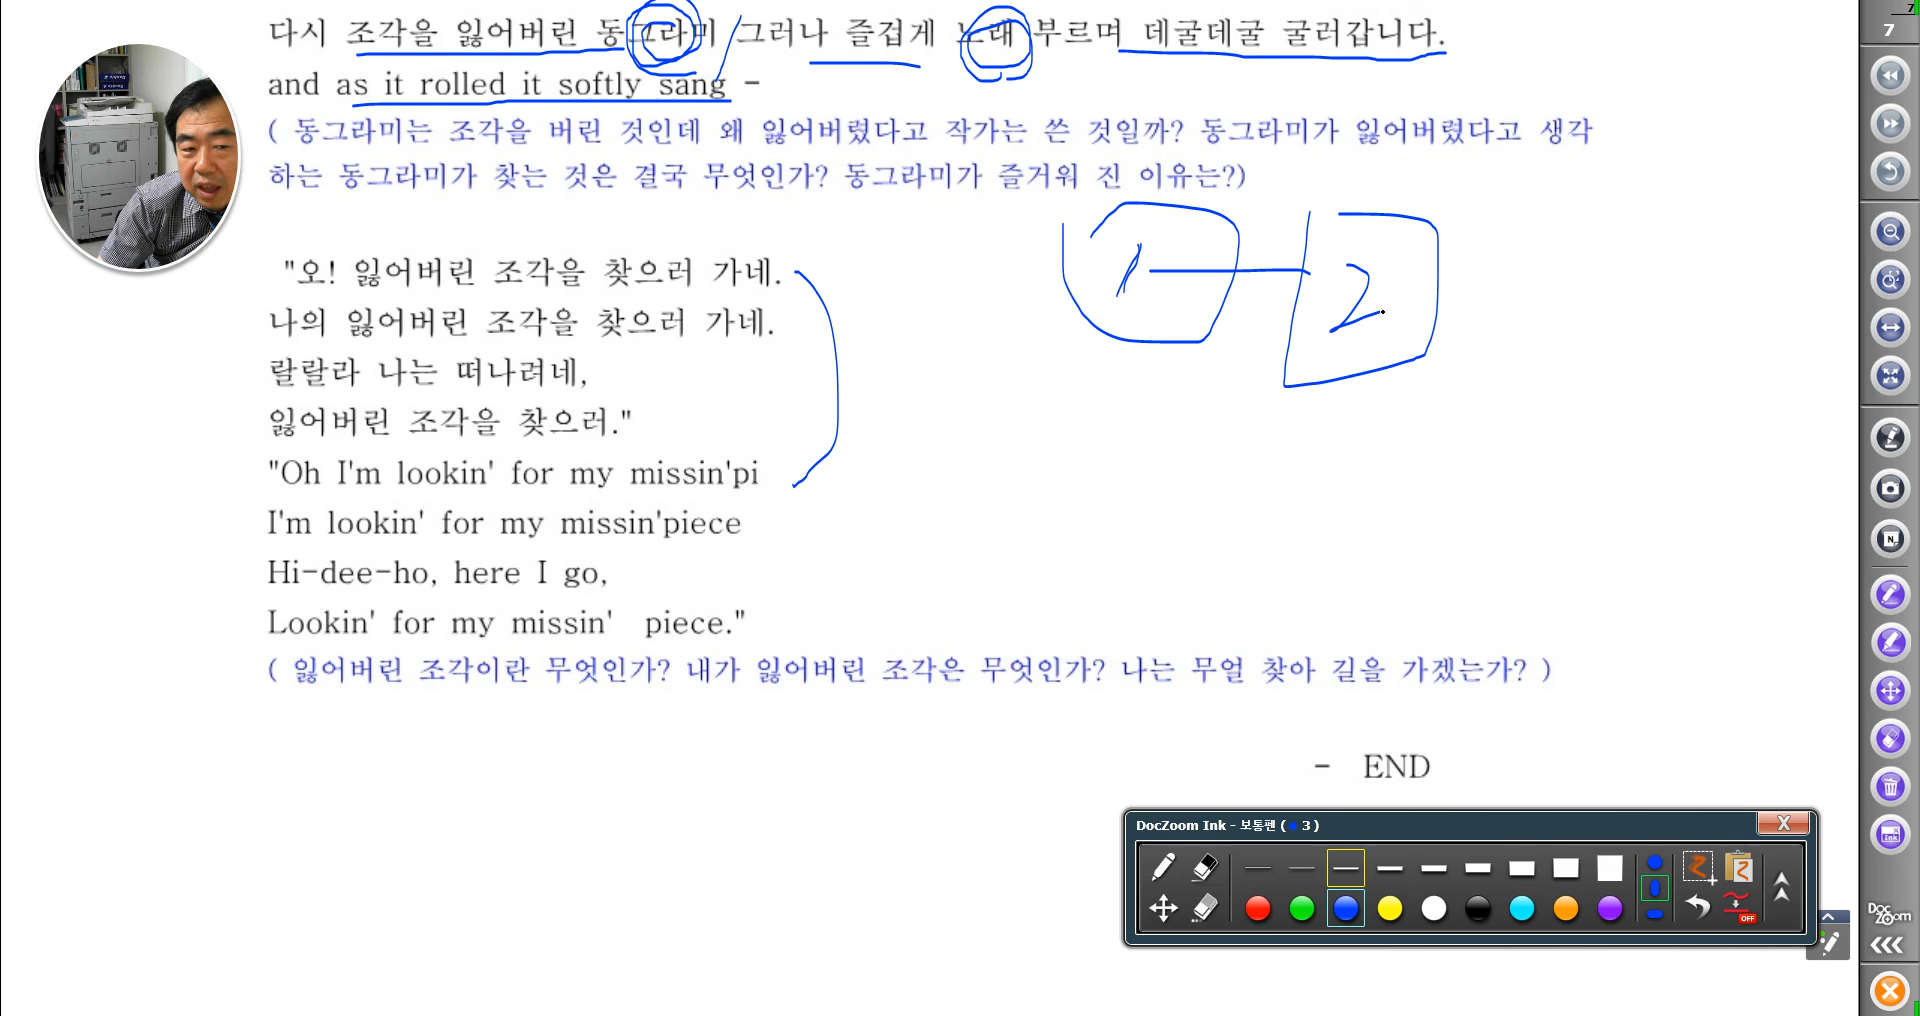 7
7
다시 조각을 잃어버린 동그라미 그러나 즐겁게 노래 부르며 데굴데굴 굴러갑니다.
and as it rolled it softly sang -
( 동그라미는 조각을 버린 것인데 왜 잃어버렸다고 작가는 쓴 것일까? 동그라미가 잃어버렸다고 생각
하는 동그라미가 찾는 것은 결국 무엇인가? 동그라미가 즐거워 진 이유는?)
1 2
"오! 잃어버린 조각을 찾으러 가네.
나의 잃어버린 조각을 찾으러 가네.
랄랄라 나는 떠나려네,
잃어버린 조각을 찾으러."
"Oh I'm lookin' for my missin'pi
I'm lookin' for my missin'piece
Hi-dee-ho, here I go,
Lookin' for my missin' piece."
( 잃어버린 조각이란 무엇인가? 내가 잃어버린 조각은 무엇인가? 나는 무얼 찾아 길을 가겠는가? )
- END
DocZoom Ink - 보통펜 ( 3 )
X
OFF
N
Ink
Doc
Zoom